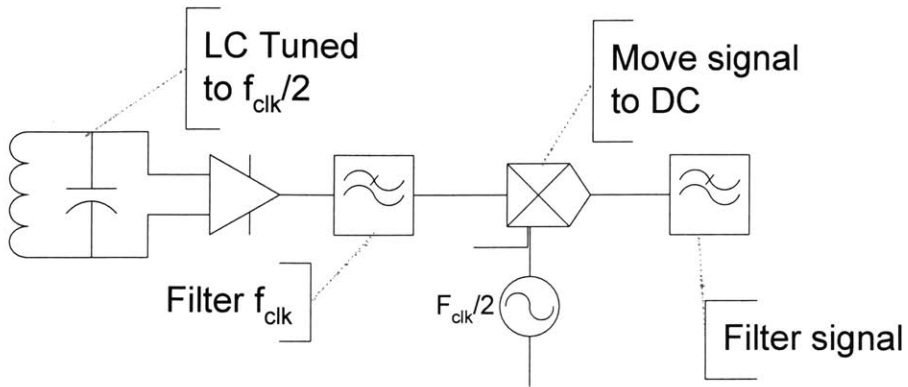 LC Tuned
to f_clk/2
Move signal
to DC
Filter f_clk
F_clk/2
Filter signal